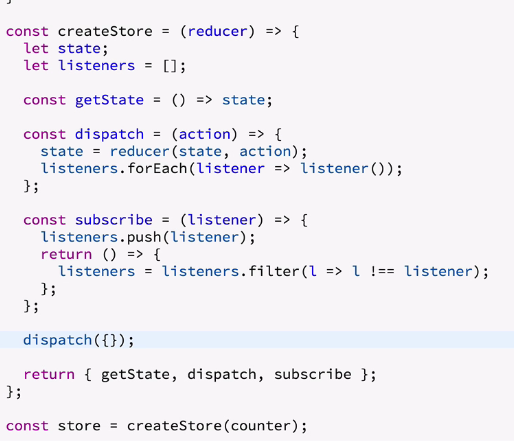 };
const createStore = (reducer) => {
  let state;
  let listeners = [];

  const getState = () => state;

  const dispatch = (action) => {
    state = reducer(state, action);
    listeners.forEach(listener => listener());
  };

  const subscribe = (listener) => {
    listeners.push(listener);
    return () => {
      listeners = listeners.filter(l => l !== listener);
    };
  };

  dispatch({});

  return { getState, dispatch, subscribe };
};

const store = createStore(counter);